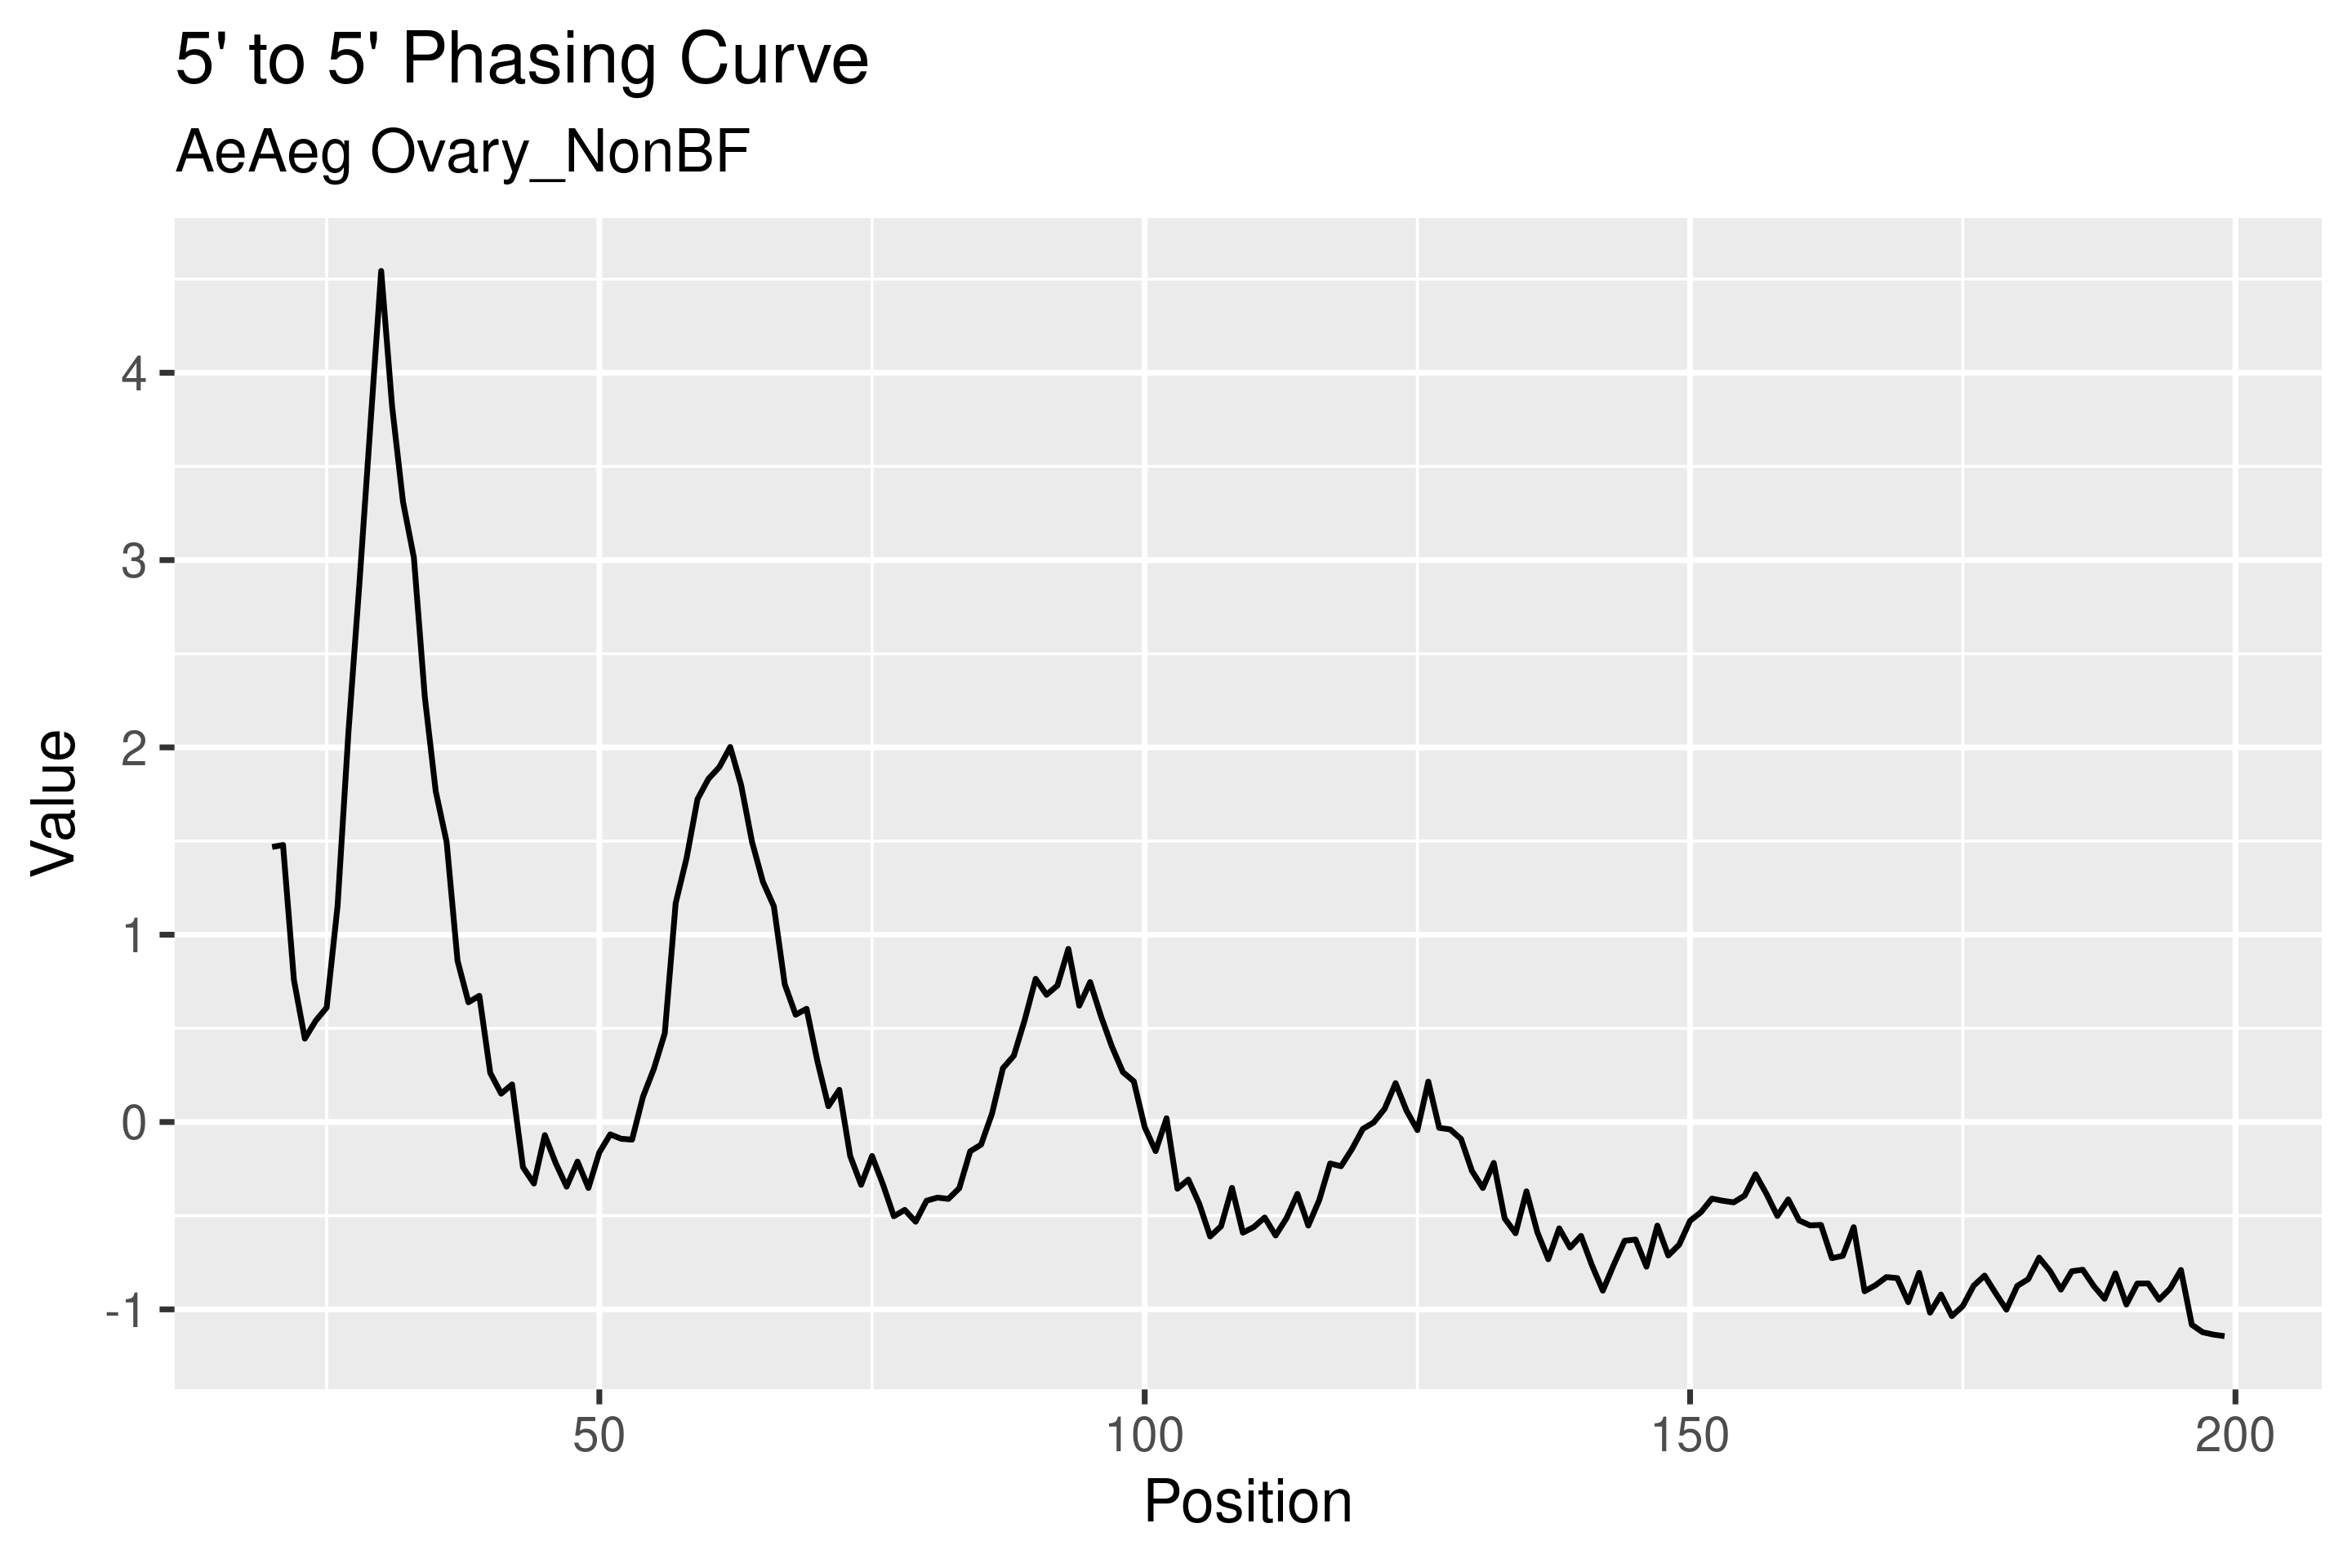 5' to 5' Phasing Curve
AeAeg Ovary_NonBF
Value
4
3
2
1
0
-1
50 100 150 200
Position